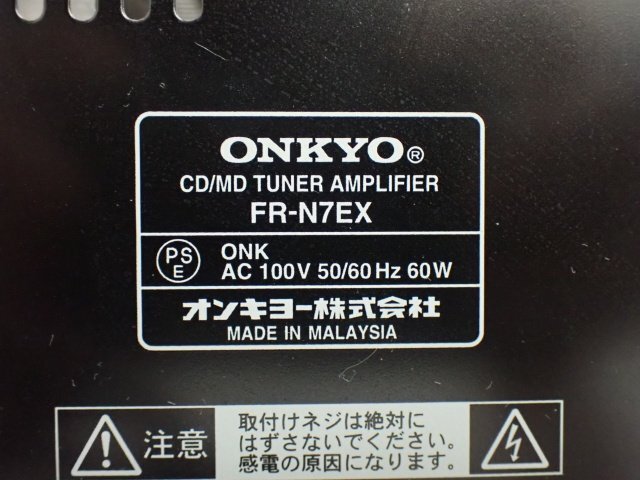 ONKYO®
CD/MD TUNER AMPLIFIER
FR-N7EX
PS
E
ONK
AC 100V 50/60Hz 60W
オンキヨー株式会社
MADE IN MALAYSIA
注意
取付けネジは絶対に
はずさないでください。
感電の原因になります。